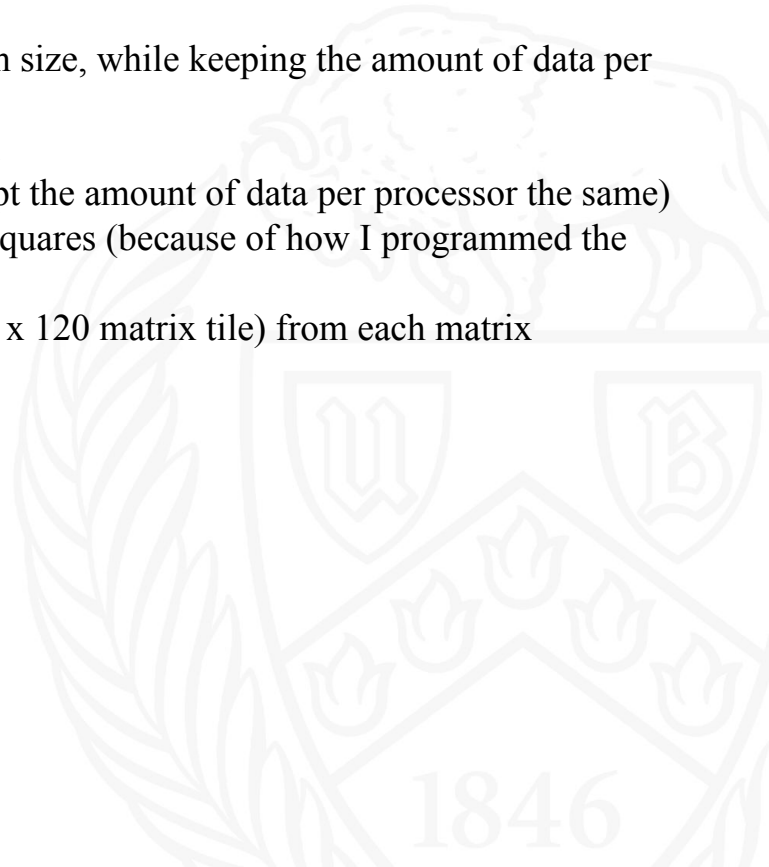 size, while keeping the amount of data per
the amount of data per processor the same)
quares (because of how I programmed the
x 120 matrix tile) from each matrix
U B
1846